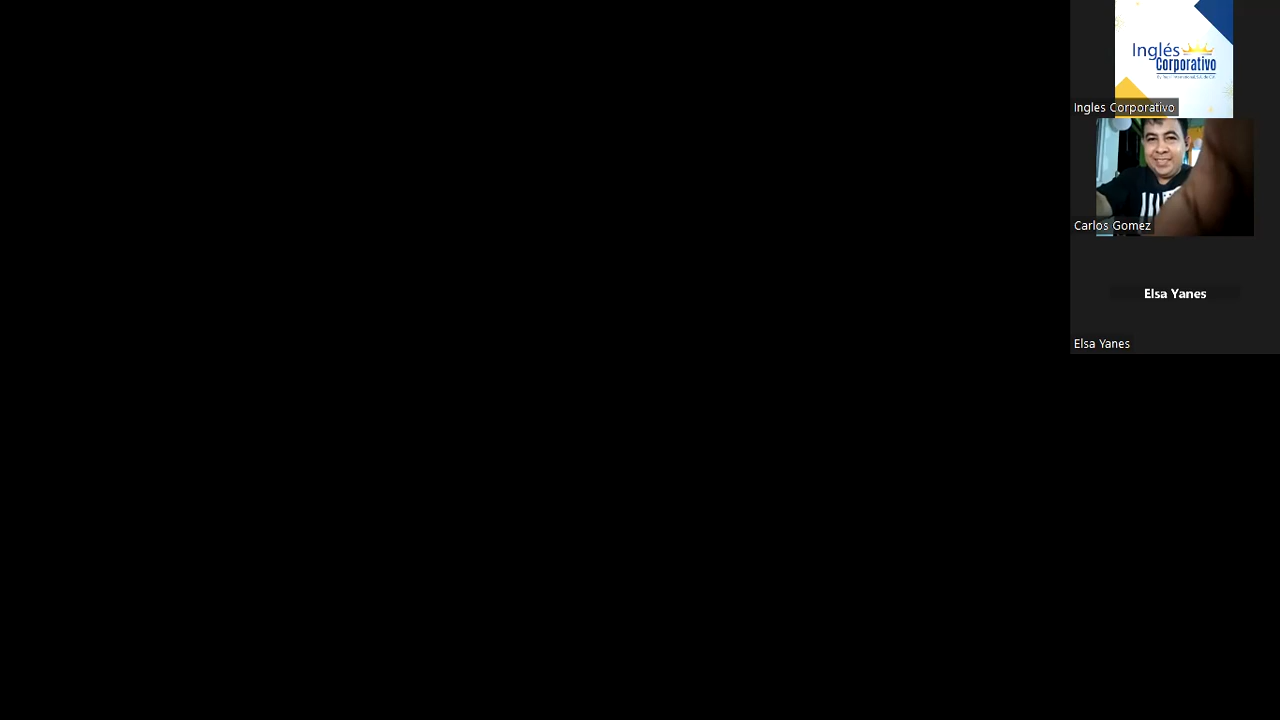 Inglés
Corporativo
Ingles Corporativo
Carlos Gomez
Elsa Yanes
Elsa Yanes